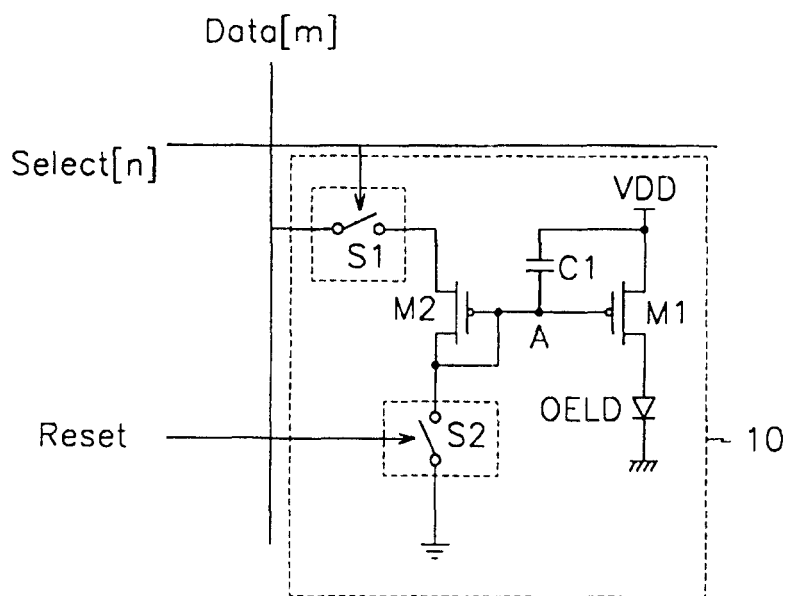 Data[m]
Select[n]
VDD
S1
C1
M2
M1
A
OELD
Reset
S2
10